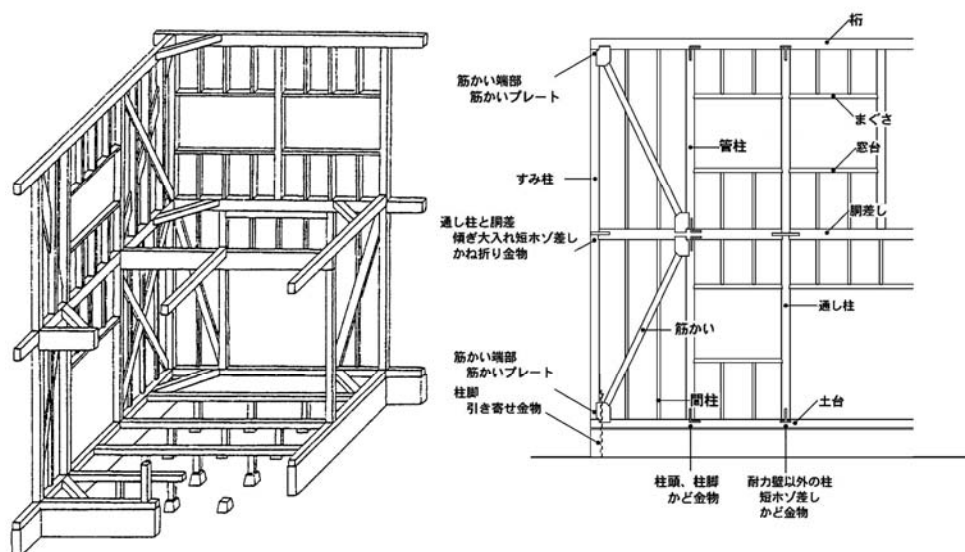 桁
筋かい端部
筋かいプレート
まぐさ
管柱
窓台
すみ柱
通し柱と胴差
傾ぎ大入れ短ホゾ差し
かね折り金物
胴差し
通し柱
筋かい
筋かい端部
筋かいプレート
柱脚
引き寄せ金物
間柱
土台
柱頭、柱脚
かど金物
耐力壁以外の柱
短ホゾ差し
かど金物